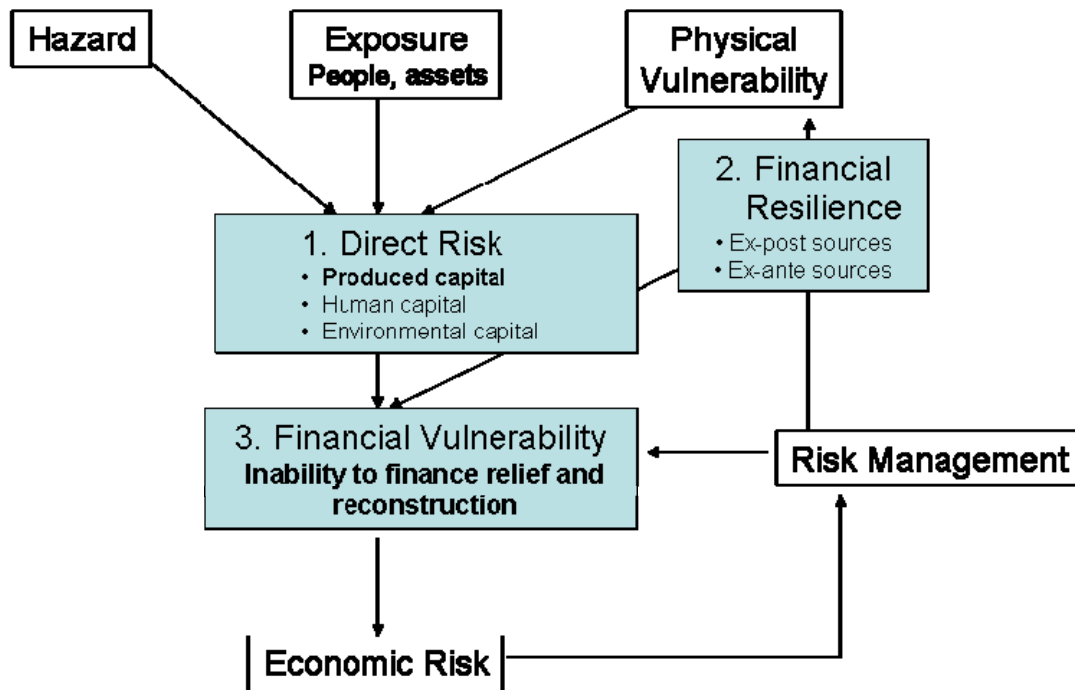 Hazard
Exposure
People, assets
Physical
Vulnerability
2. Financial
Resilience
• Ex-post sources
• Ex-ante sources
1. Direct Risk
• Produced capital
• Human capital
• Environmental capital
3. Financial Vulnerability
Inability to finance relief and
reconstruction
Risk Management
Economic Risk